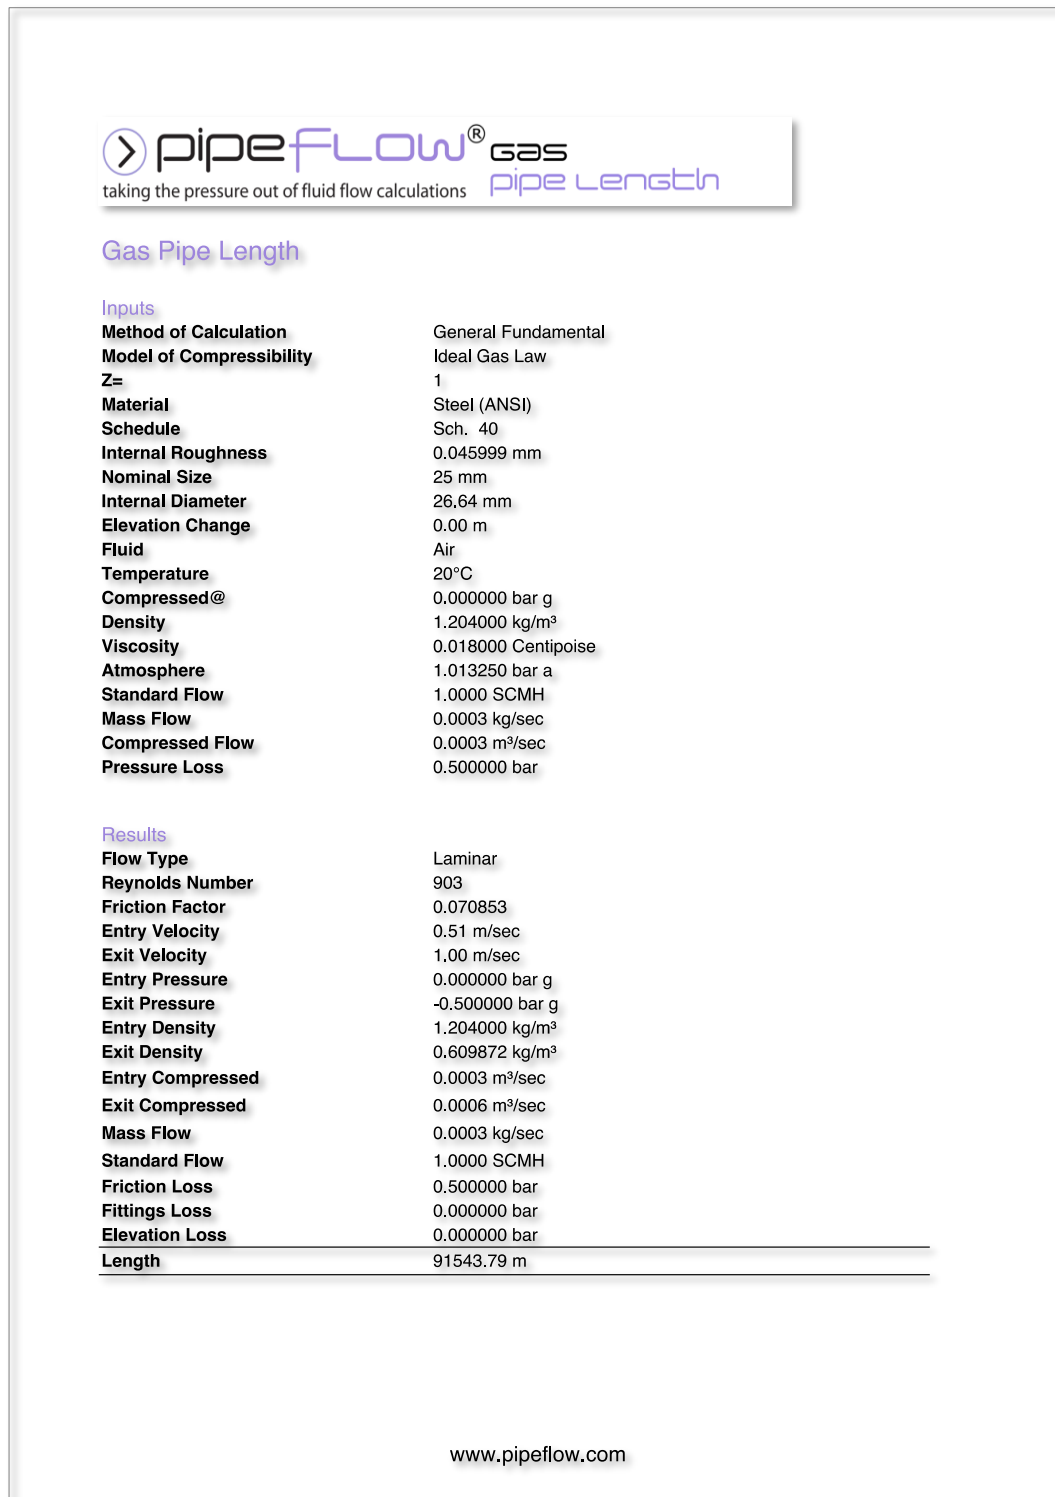 pipeFLOW® Gas
taking the pressure out of fluid flow calculations pipe Length
Gas Pipe Length
Inputs
Method of Calculation General Fundamental
Model of Compressibility Ideal Gas Law
Z= 1
Material Steel (ANSI)
Schedule Sch. 40
Internal Roughness 0.045999 mm
Nominal Size 25 mm
Internal Diameter 26.64 mm
Elevation Change 0.00 m
Fluid Air
Temperature 20°C
Compressed@ 0.000000 bar g
Density 1.204000 kg/m³
Viscosity 0.018000 Centipoise
Atmosphere 1.013250 bar a
Standard Flow 1.0000 SCMH
Mass Flow 0.0003 kg/sec
Compressed Flow 0.0003 m³/sec
Pressure Loss 0.500000 bar
Results
Flow Type Laminar
Reynolds Number 903
Friction Factor 0.070853
Entry Velocity 0.51 m/sec
Exit Velocity 1.00 m/sec
Entry Pressure 0.000000 bar g
Exit Pressure -0.500000 bar g
Entry Density 1.204000 kg/m³
Exit Density 0.609872 kg/m³
Entry Compressed 0.0003 m³/sec
Exit Compressed 0.0006 m³/sec
Mass Flow 0.0003 kg/sec
Standard Flow 1.0000 SCMH
Friction Loss 0.500000 bar
Fittings Loss 0.000000 bar
Elevation Loss 0.000000 bar
Length 91543.79 m
www.pipeflow.com